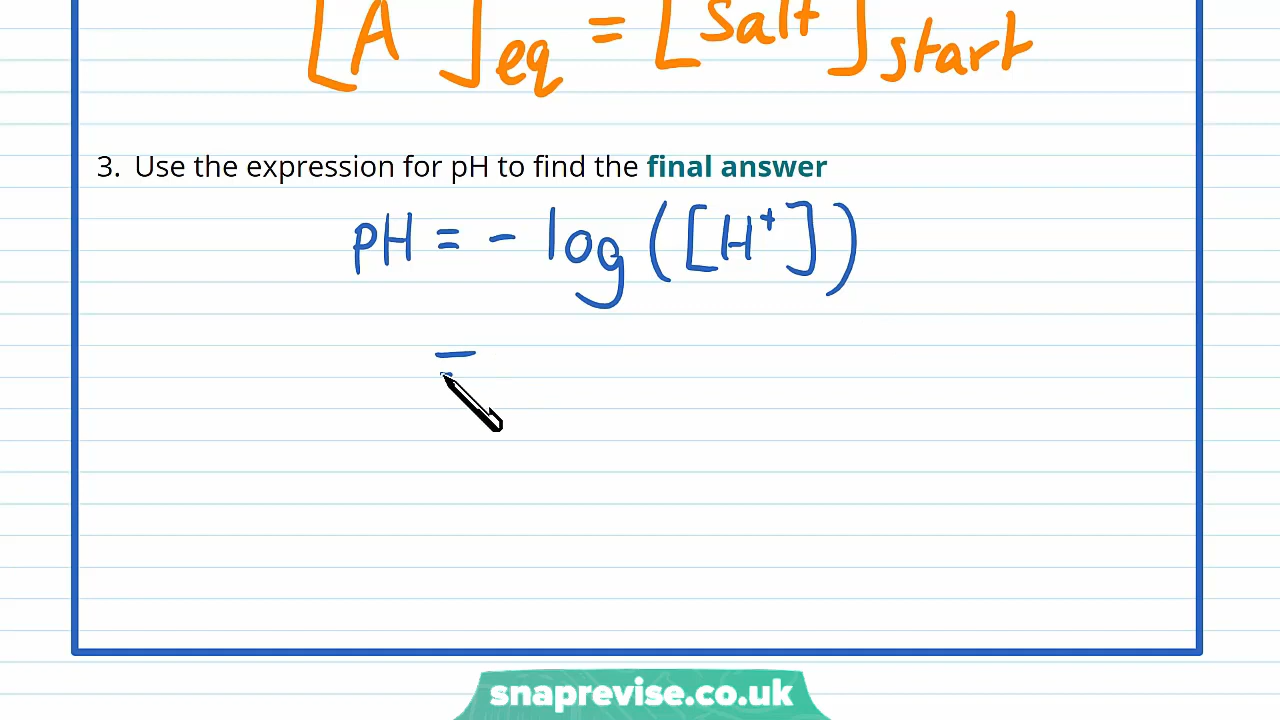 [A ]eq = [Salt]start
3. Use the expression for pH to find the final answer
pH = - log ([H⁺])
=
snaprevise.co.uk